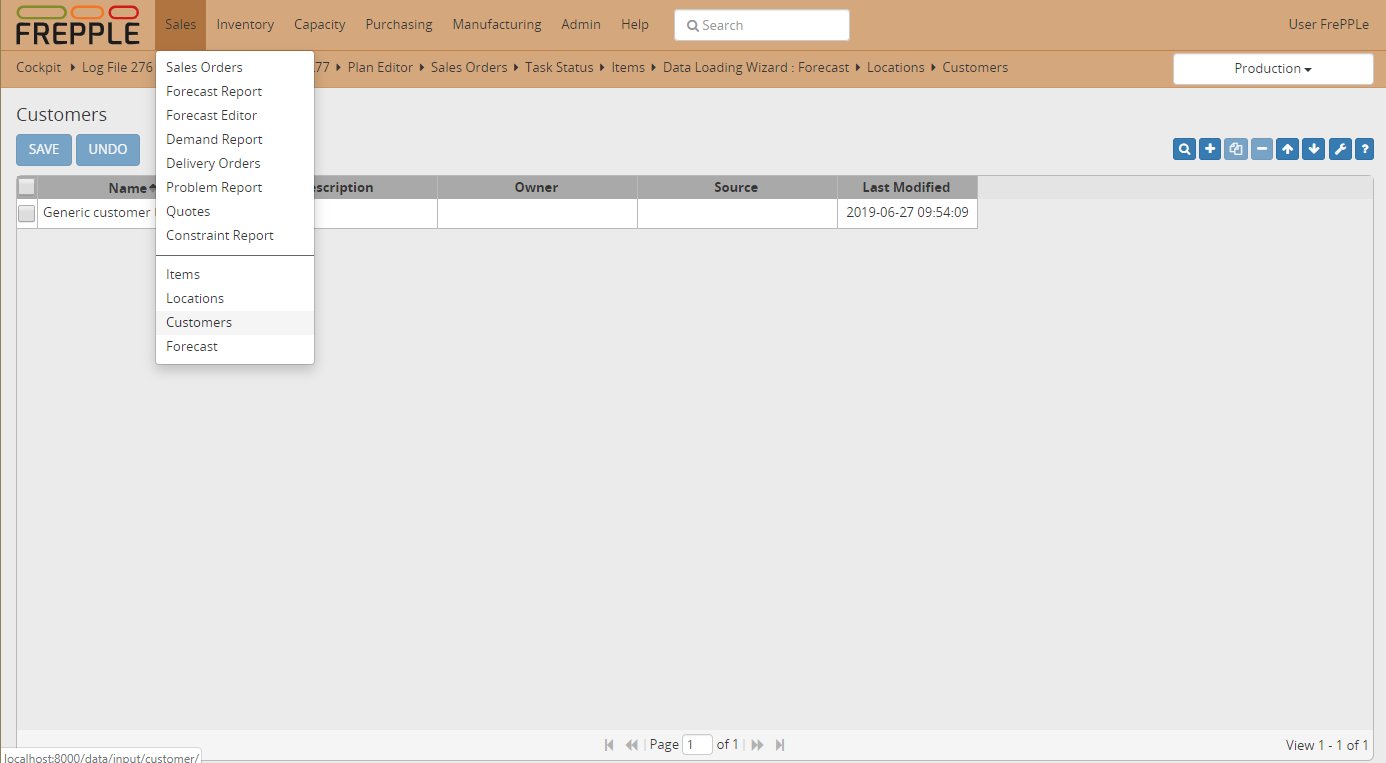 FREPPLE Sales Inventory Capacity Purchasing Manufacturing Admin Help Search User FrePPLe
Cockpit Log File 276 77 Plan Editor Sales Orders Task Status Items Data Loading Wizard : Forecast Locations Customers Production
Sales Orders
Forecast Report
Forecast Editor
Demand Report
Delivery Orders
Problem Report
Quotes
Constraint Report
Items
Locations
Customers
Forecast
Customers
SAVE UNDO ?
Name escription Owner Source Last Modified
Generic customer 2019-06-27 09:54:09
Page 1 of 1 View 1 - 1 of 1
localhost:8000/data/input/customer/